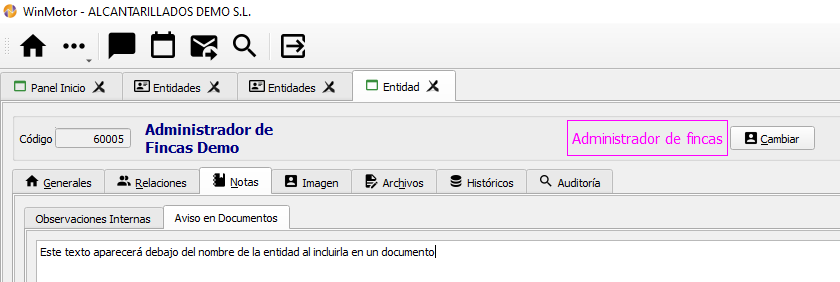 WinMotor - ALCANTARILLADOS DEMO S.L.
Panel Inicio
Entidades
Entidades
Entidad
Código
60005
Administrador de
Fincas Demo
Administrador de fincas
Cambiar
Generales
Relaciones
Notas
Imagen
Archivos
Históricos
Auditoría
Observaciones Internas
Aviso en Documentos
Este texto aparecerá debajo del nombre de la entidad al incluirla en un documento